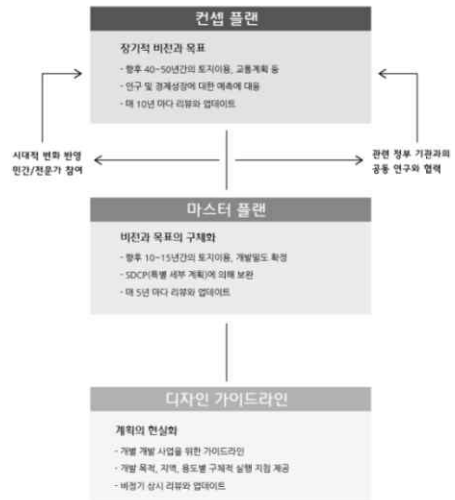 컨셉 플랜
장기적 비전과 목표
- 향후 40~50년간의 토지이용, 교통계획 등
- 인구 및 경제성장에 대한 예측에 대응
- 매 10년 마다 리뷰와 업데이트
시대적 변화 반영
민간/전문가 참여
관련 정부 기관과의
공동 연구와 협력
마스터 플랜
비전과 목표의 구체화
- 향후 10~15년간의 토지이용, 개발밀도 확정
- SDCP(특별 세부 계획)에 의해 보완
- 매 5년 마다 리뷰와 업데이트
디자인 가이드라인
계획의 현실화
- 개별 개발 사업을 위한 가이드라인
- 개발 목적, 지역, 용도별 구체적 실행 지침 제공
- 비정기 상시 리뷰와 업데이트